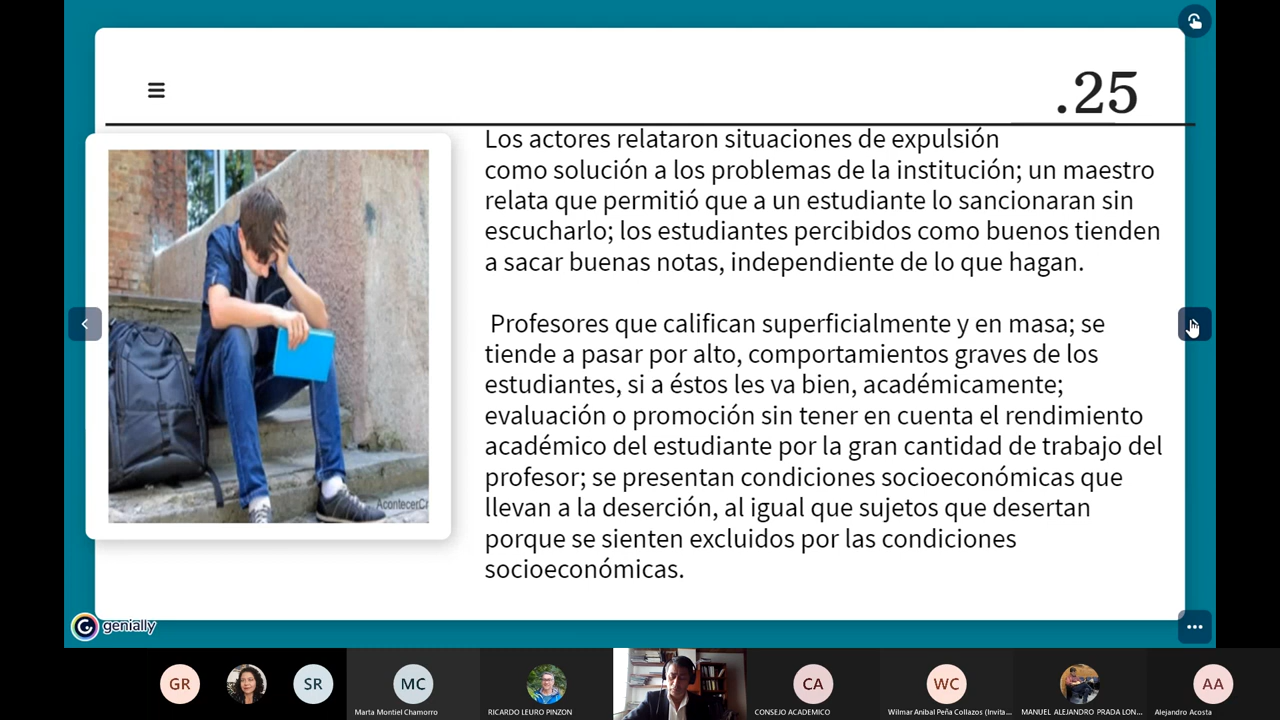 .25
Los actores relataron situaciones de expulsión
como solución a los problemas de la institución; un maestro
relata que permitió que a un estudiante lo sancionaran sin
escucharlo; los estudiantes percibidos como buenos tienden
a sacar buenas notas, independiente de lo que hagan.
Profesores que califican superficialmente y en masa; se
tiende a pasar por alto, comportamientos graves de los
estudiantes, si a éstos les va bien, académicamente;
evaluación o promoción sin tener en cuenta el rendimiento
académico del estudiante por la gran cantidad de trabajo del
profesor; se presentan condiciones socioeconómicas que
llevan a la deserción, al igual que sujetos que desertan
porque se sienten excluidos por las condiciones
socioeconómicas.
AcontecerCr
genially
GR
SR
MC
CA
WC
AA
Marta Montiel Chamorro
RICARDO LEURO PINZON
CONSEJO ACADEMICO
Wilmar Anibal Peña Collazos (Invita...
MANUEL ALEJANDRO PRADA LON...
Alejandro Acosta